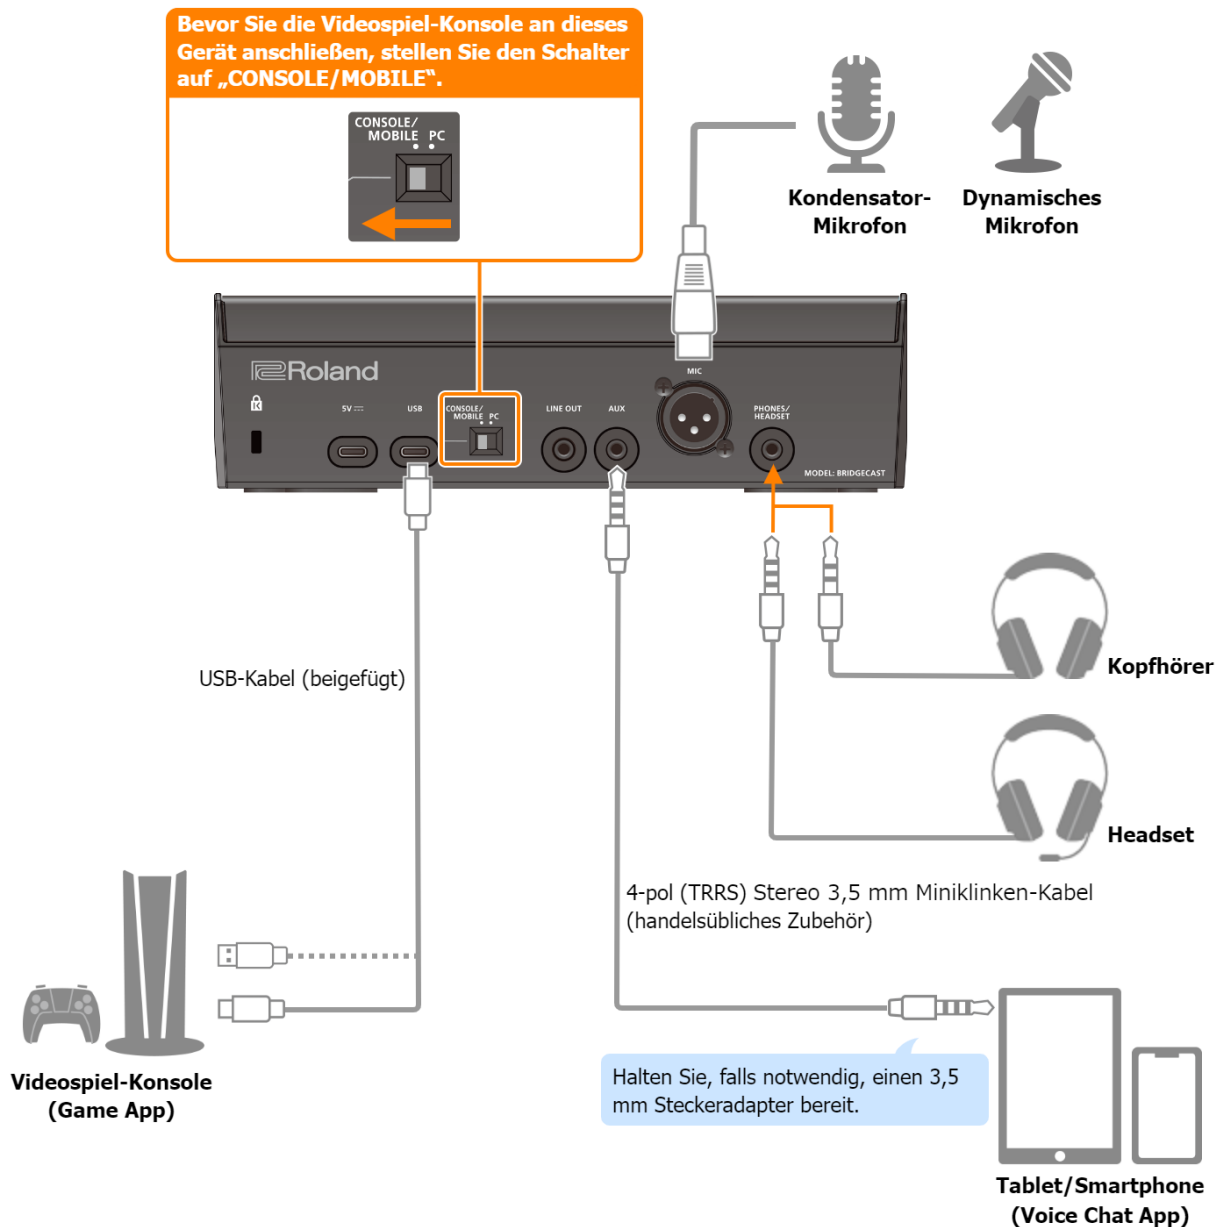 Bevor Sie die Videospiel-Konsole an dieses
Gerät anschließen, stellen Sie den Schalter
auf „CONSOLE/MOBILE“.
CONSOLE/
MOBILE PC
Kondensator-
Mikrofon
Dynamisches
Mikrofon
Roland
K
5V
USB
CONSOLE/
MOBILE PC
LINE OUT
AUX
MIC
PHONES/
HEADSET
MODEL: BRIDGECAST
USB-Kabel (beigefügt)
Kopfhörer
Headset
4-pol (TRRS) Stereo 3,5 mm Miniklinken-Kabel
(handelsübliches Zubehör)
Halten Sie, falls notwendig, einen 3,5
mm Steckeradapter bereit.
Videospiel-Konsole
(Game App)
Tablet/Smartphone
(Voice Chat App)